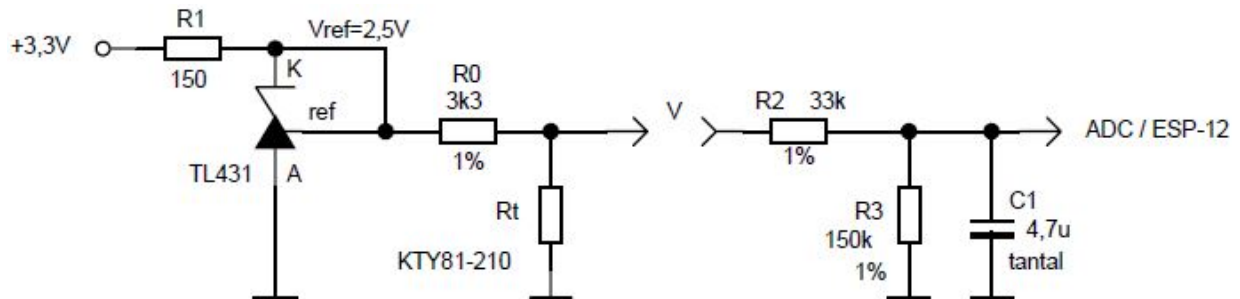 +3,3V
R1
150
Vref=2,5V
K
ref
TL431
A
R0
3k3
1%
Rt
KTY81-210
V
R2 33k
1%
R3
150k
1%
C1
4,7u
tantal
ADC / ESP-12